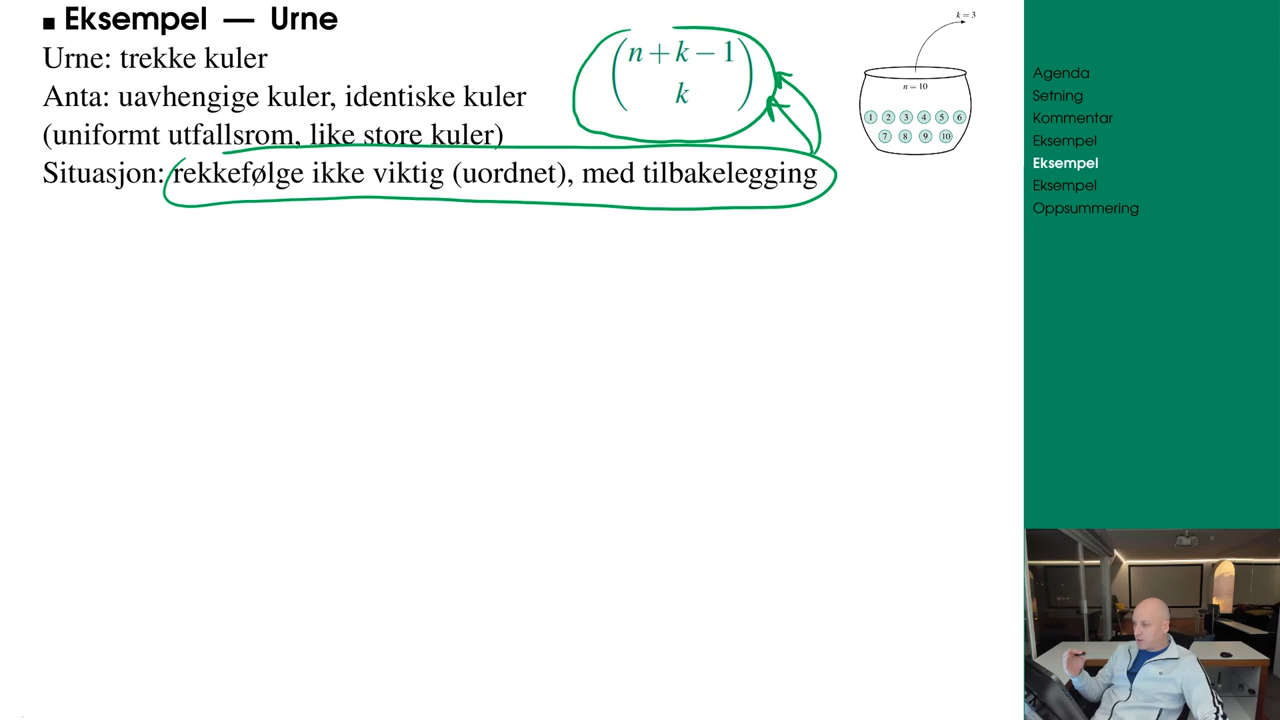 ▪ Eksempel — Urne
Urne: trekke kuler
Anta: uavhengige kuler, identiske kuler
(uniformt utfallsrom, like store kuler)
Situasjon: rekkefølge ikke viktig (uordnet), med tilbakelegging
n + k − 1
k
k = 3
n = 10
1 2 3 4 5 6
7 8 9 10
Agenda
Setning
Kommentar
Eksempel
Eksempel
Eksempel
Oppsummering